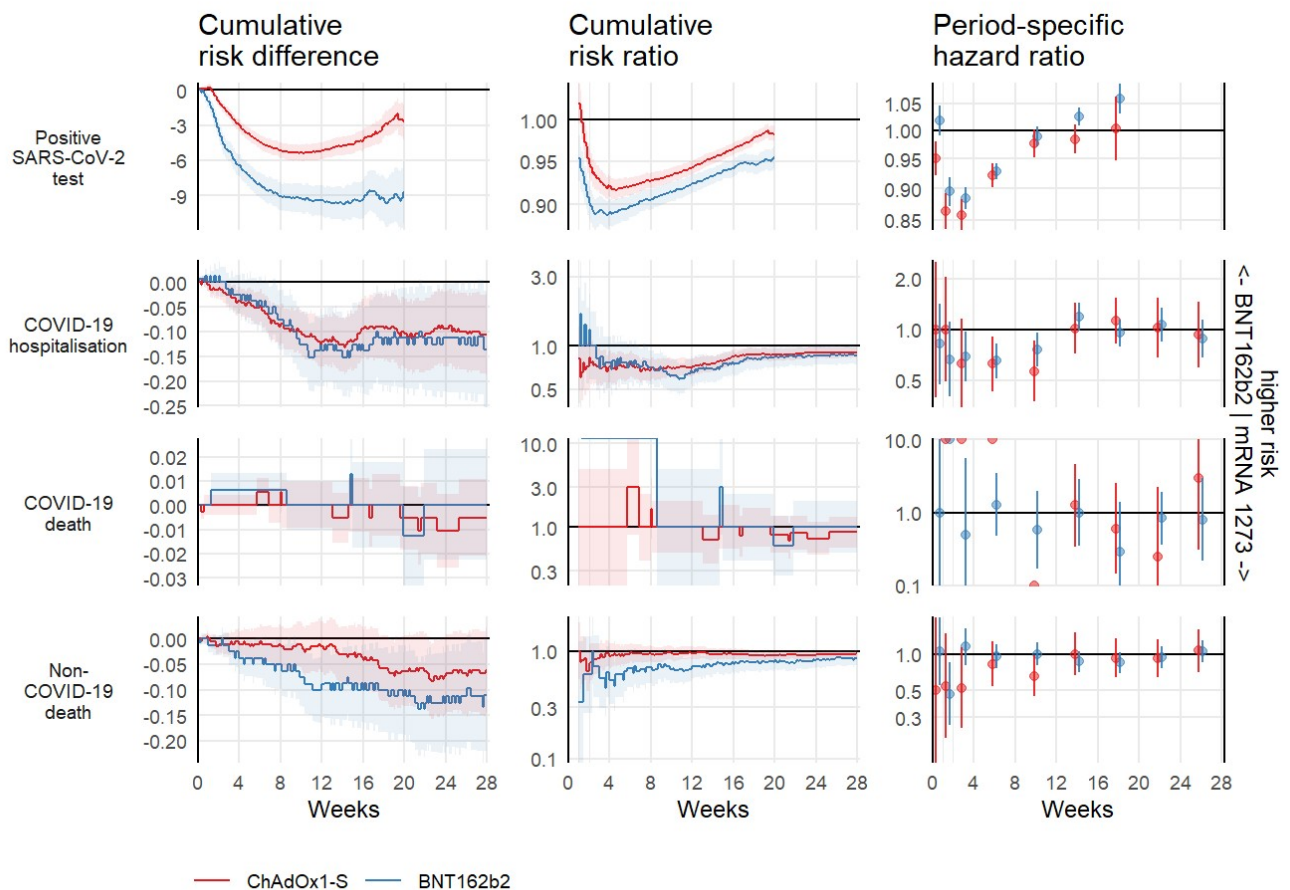 Cumulative
risk difference
Cumulative
risk ratio
Period-specific
hazard ratio
Positive
SARS-CoV-2
test
0
-3
-6
-9
1.00
0.95
0.90
1.05
1.00
0.95
0.90
0.85
COVID-19
hospitalisation
0.00
-0.05
-0.10
-0.15
-0.20
-0.25
3.0
1.0
0.5
2.0
1.0
0.5
COVID-19
death
0.02
0.01
0.00
-0.01
-0.02
-0.03
10.0
3.0
1.0
0.3
10.0
1.0
0.1
Non-
COVID-19
death
0.00
-0.05
-0.10
-0.15
-0.20
1.0
0.3
0.1
1.0
0.5
0.3
0 4 8 12 16 20 24 28
Weeks
0 4 8 12 16 20 24 28
Weeks
0 4 8 12 16 20 24 28
Weeks
higher risk
<- BNT162b2 | mRNA 1273 ->
ChAdOx1-S
BNT162b2